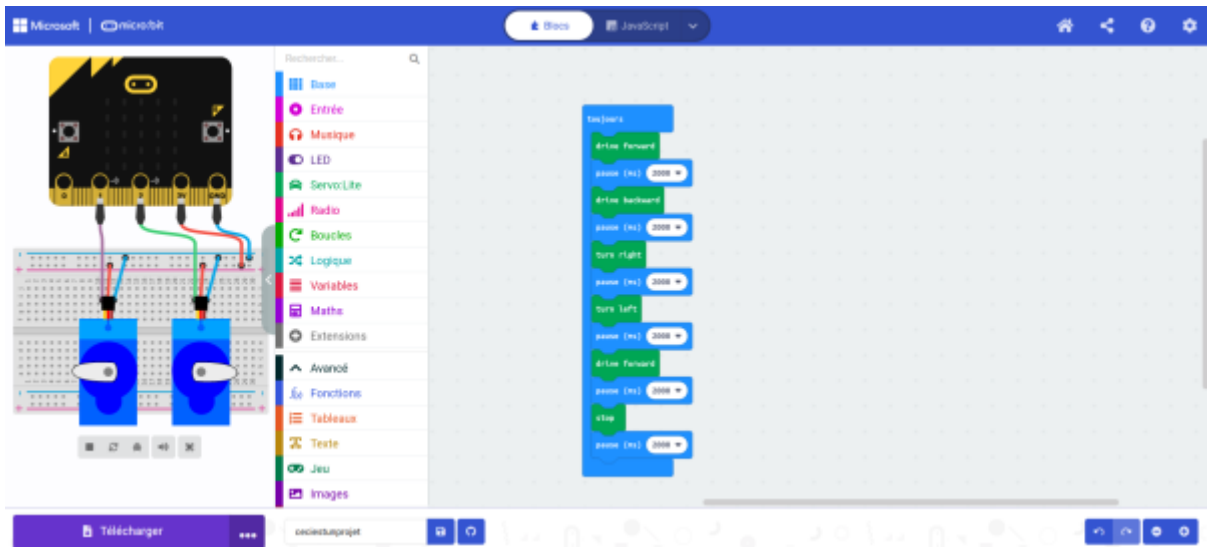 Microsoft
micro:bit
Blocs
JavaScript
Rechercher...
Base
Entrée
Musique
LED
Servo:Lite
Radio
Boucles
Logique
Variables
Maths
Extensions
Avancé
Fonctions
Tableaux
Texte
Jeu
Images
toujours
drive forward
pause (ms) 2000
drive backward
pause (ms) 2000
turn right
pause (ms) 2000
turn left
pause (ms) 2000
drive forward
pause (ms) 2000
stop
pause (ms) 2000
Télécharger
ceciestunprojet